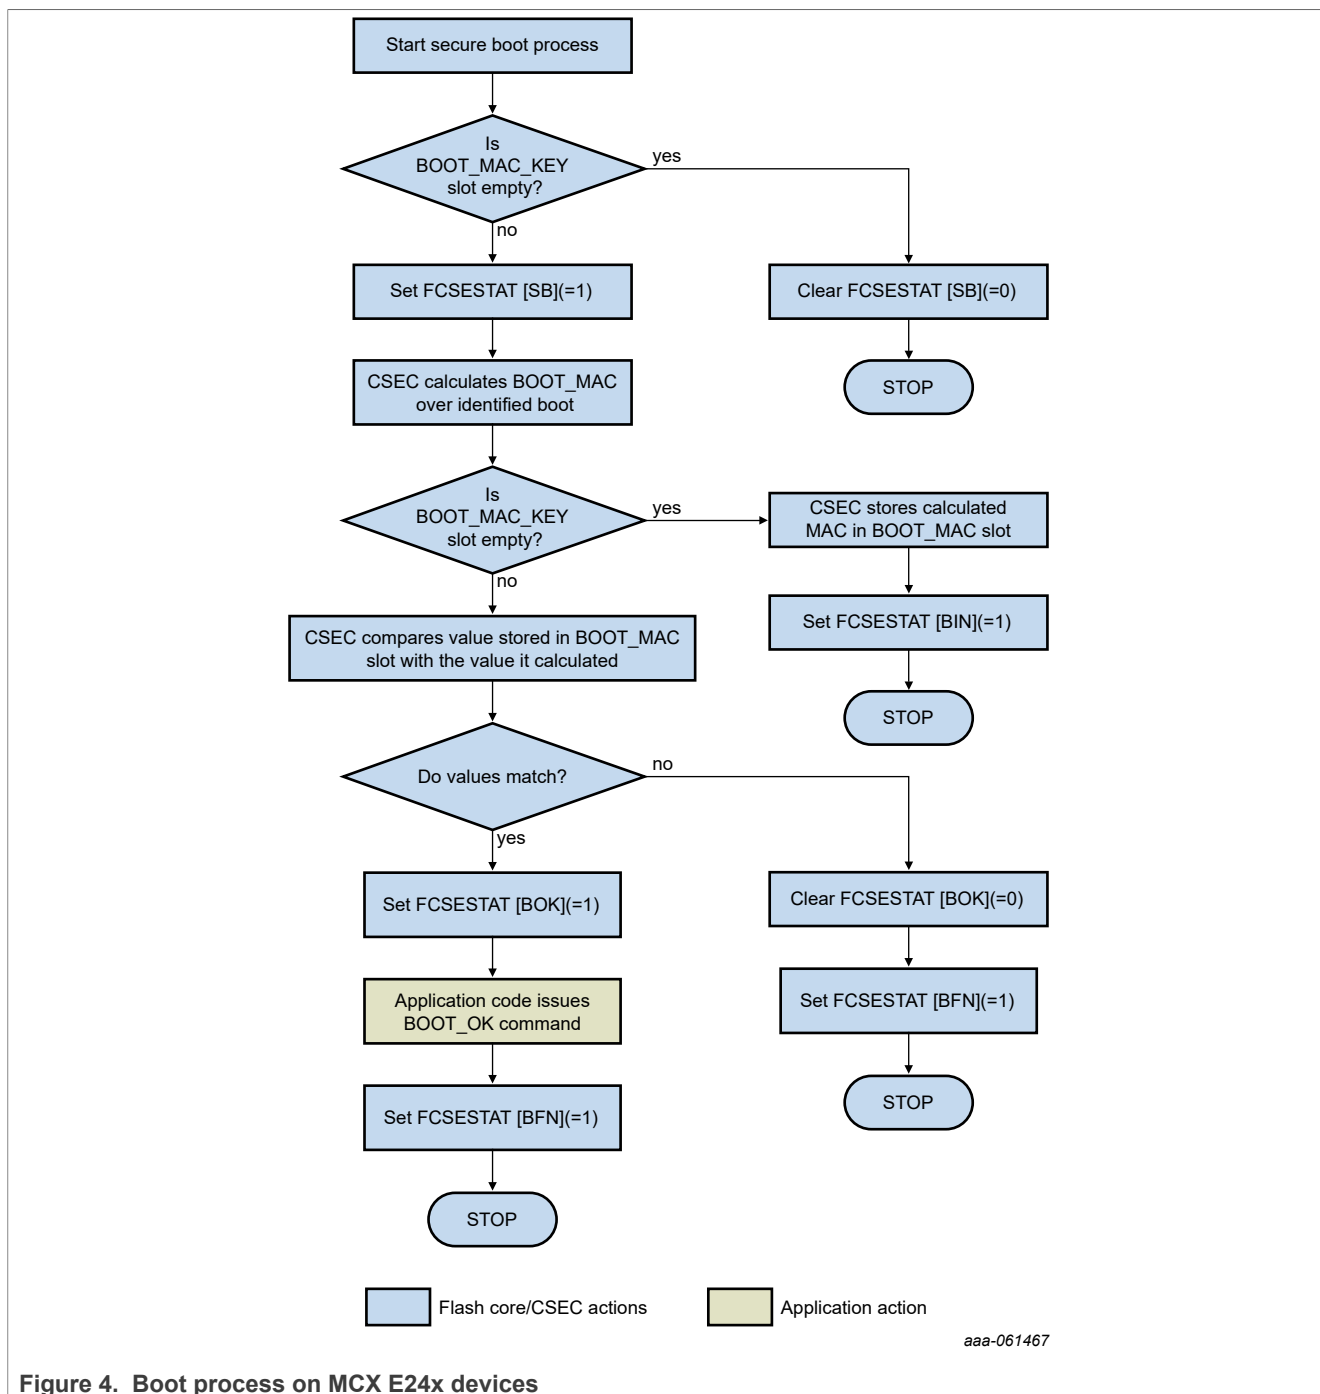 Start secure boot process
Is
BOOT_MAC_KEY
slot empty?
yes
no
Set FCSESTAT [SB](=1)
Clear FCSESTAT [SB](=0)
STOP
CSEC calculates BOOT_MAC
over identified boot
Is
BOOT_MAC_KEY
slot empty?
yes
no
CSEC stores calculated
MAC in BOOT_MAC slot
Set FCSESTAT [BIN](=1)
STOP
CSEC compares value stored in BOOT_MAC
slot with the value it calculated
Do values match?
no
yes
Set FCSESTAT [BOK](=1)
Clear FCSESTAT [BOK](=0)
Application code issues
BOOT_OK command
Set FCSESTAT [BFN](=1)
STOP
Set FCSESTAT [BFN](=1)
STOP
Flash core/CSEC actions
Application action
aaa-061467
Figure 4. Boot process on MCX E24x devices